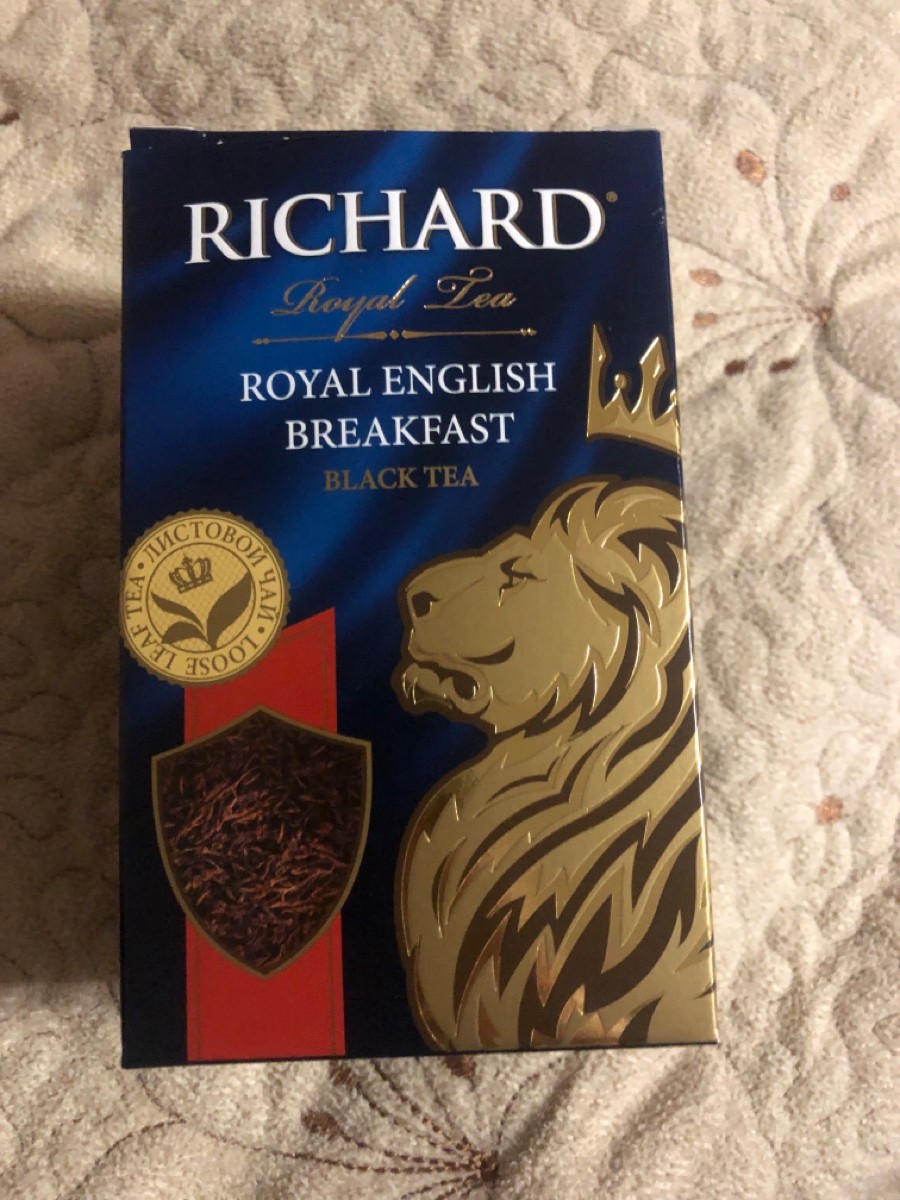 RICHARD®
Royal Tea
ROYAL ENGLISH
BREAKFAST
BLACK TEA
ЛИСТОВОЙ ЧАЙ • LOOSE LEAF TEA •